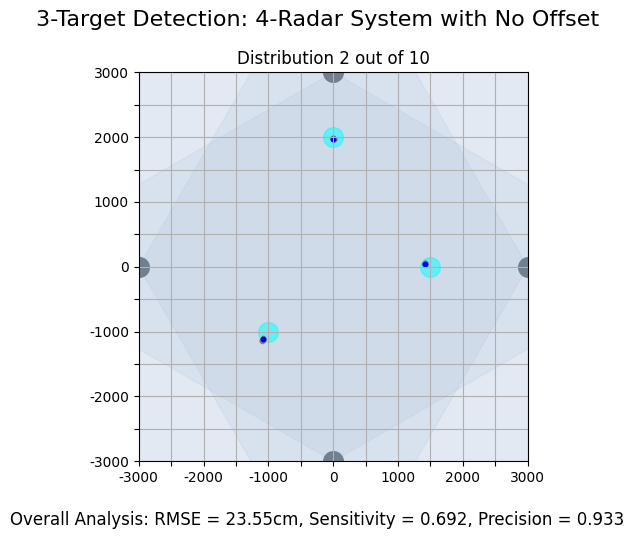 3-Target Detection: 4-Radar System with No Offset
Distribution 2 out of 10
3000
2000
1000
0
-1000
-2000
-3000
-3000 -2000 -1000 0 1000 2000 3000
Overall Analysis: RMSE = 23.55cm, Sensitivity = 0.692, Precision = 0.933